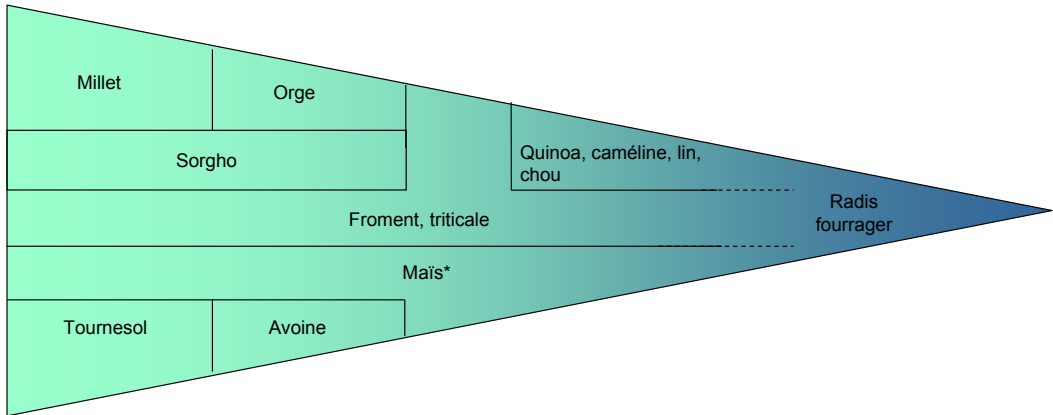 Millet
Orge
Sorgho
Quinoa, caméline, lin,
chou
Froment, triticale
Radis
fourrager
Maïs*
Tournesol
Avoine